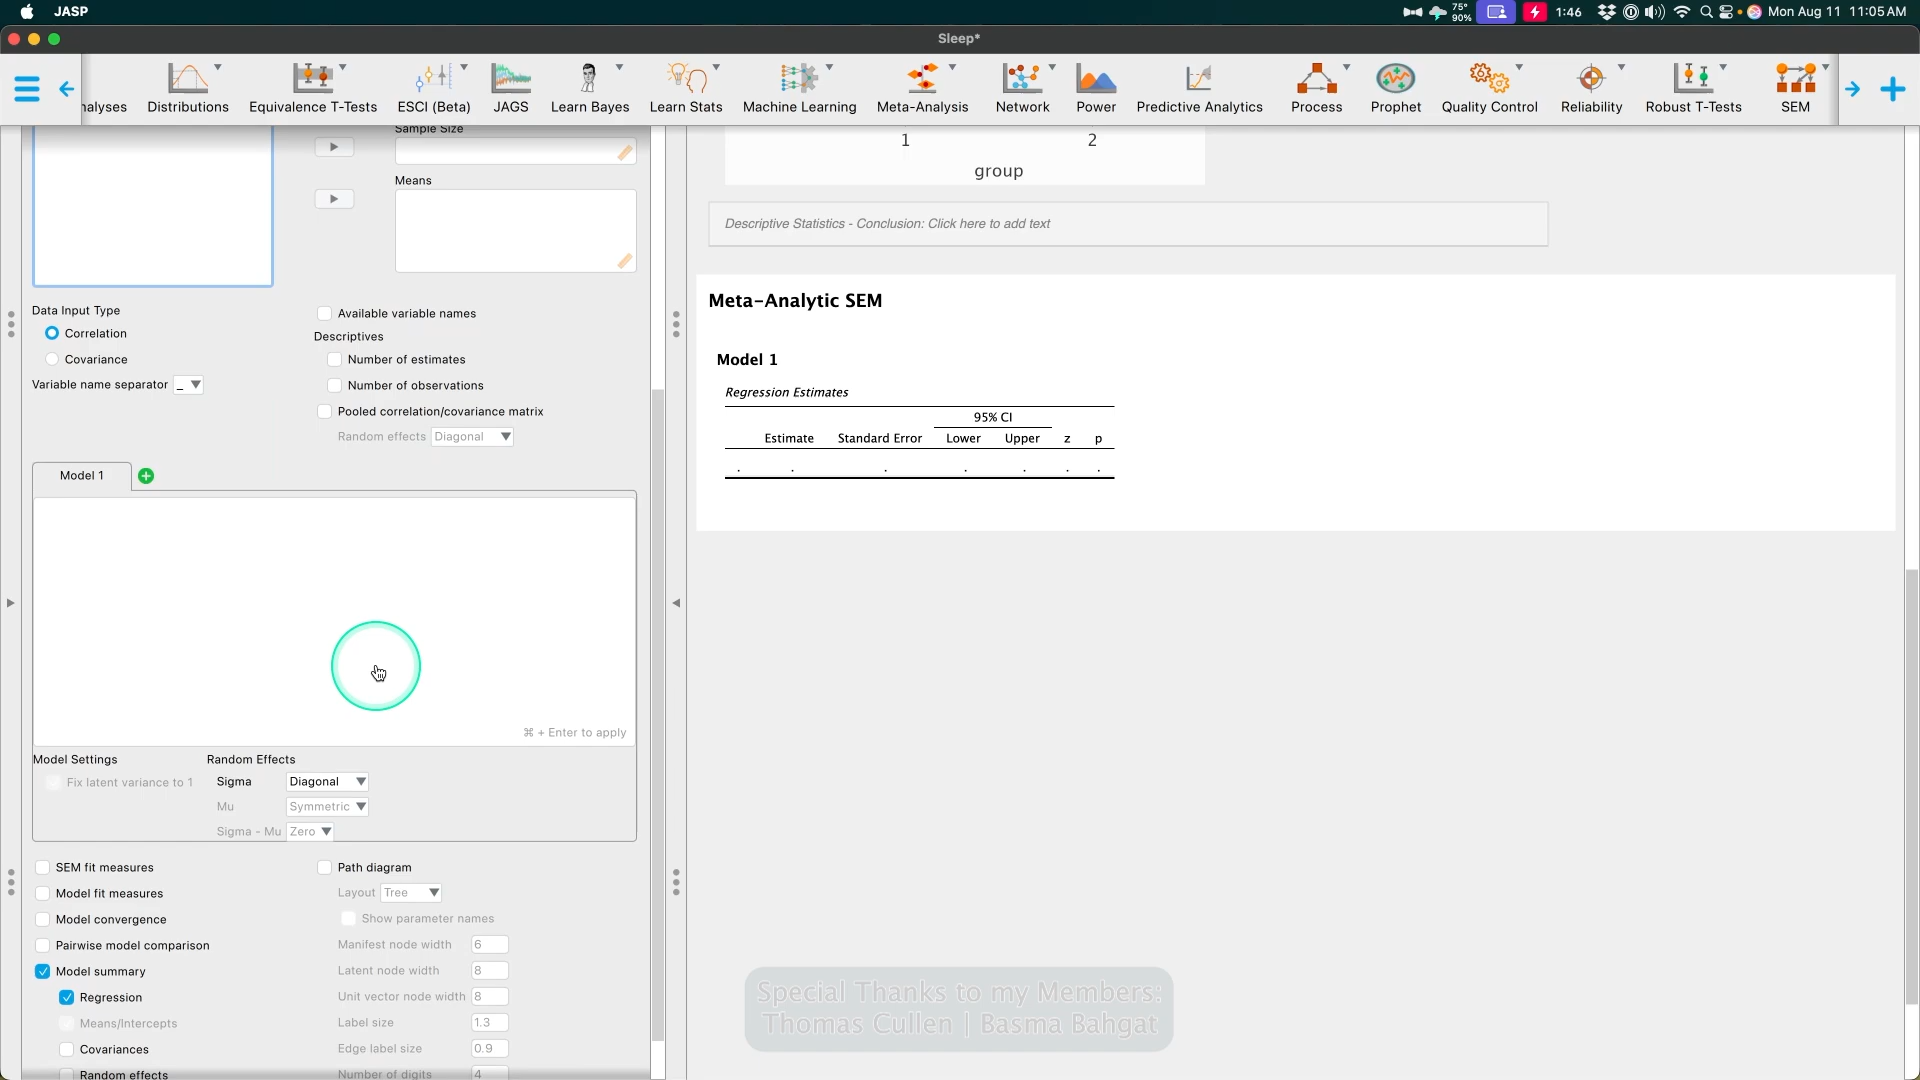 JASP
75°
90%
1:46
Mon Aug 11 11:05 AM
Sleep*
nalyses
Distributions
Equivalence T-Tests
ESCI (Beta)
JAGS
Learn Bayes
Learn Stats
Machine Learning
Meta-Analysis
Network
Power
Predictive Analytics
Process
Prophet
Quality Control
Reliability
Robust T-Tests
SEM
Sample Size
Means
Data Input Type
Correlation
Covariance
Variable name separator _
Available variable names
Descriptives
Number of estimates
Number of observations
Pooled correlation/covariance matrix
Random effects Diagonal
Model 1
⌘ + Enter to apply
Model Settings
Fix latent variance to 1
Random Effects
Sigma Diagonal
Mu Symmetric
Sigma - Mu Zero
SEM fit measures
Model fit measures
Model convergence
Pairwise model comparison
Model summary
Regression
Means/Intercepts
Covariances
Random effects
Path diagram
Layout Tree
Show parameter names
Manifest node width 6
Latent node width 8
Unit vector node width 8
Label size 1.3
Edge label size 0.9
Number of digits 4
1 2
group
Descriptive Statistics - Conclusion: Click here to add text
Meta-Analytic SEM
Model 1
Regression Estimates
95% CI
Estimate Standard Error Lower Upper z p
. . . . . . .
Special Thanks to my Members:
Thomas Cullen | Basma Bahgat